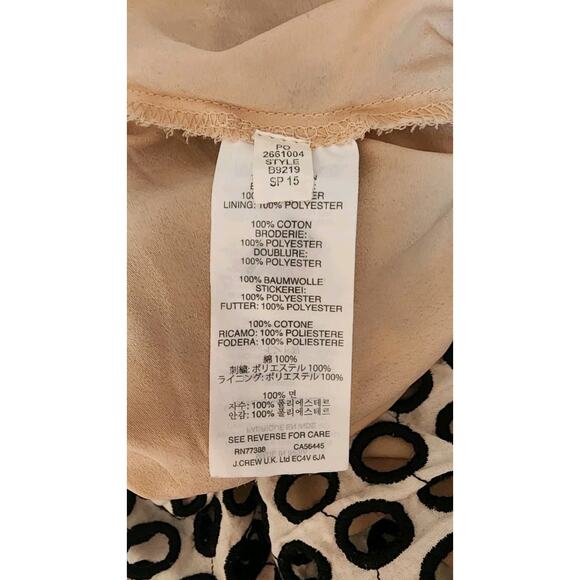 PO
2661004
STYLE
B9219
SP 15
LINING: 100% POLYESTER
100% COTON
BRODERIE:
100% POLYESTER
DOUBLURE:
100% POLYESTER
100% BAUMWOLLE
STICKEREI:
100% POLYESTER
FUTTER: 100% POLYESTER
100% COTONE
RICAMO: 100% POLIESTERE
FODERA: 100% POLIESTERE
綿 100%
刺繍: ポリエステル 100%
ライニング: ポリエステル 100%
100% 면
자수: 100% 폴리에스테르
안감: 100% 폴리에스테르
SEE REVERSE FOR CARE
RN77388 CA56445
J.CREW U.K. Ltd EC4V 6JA